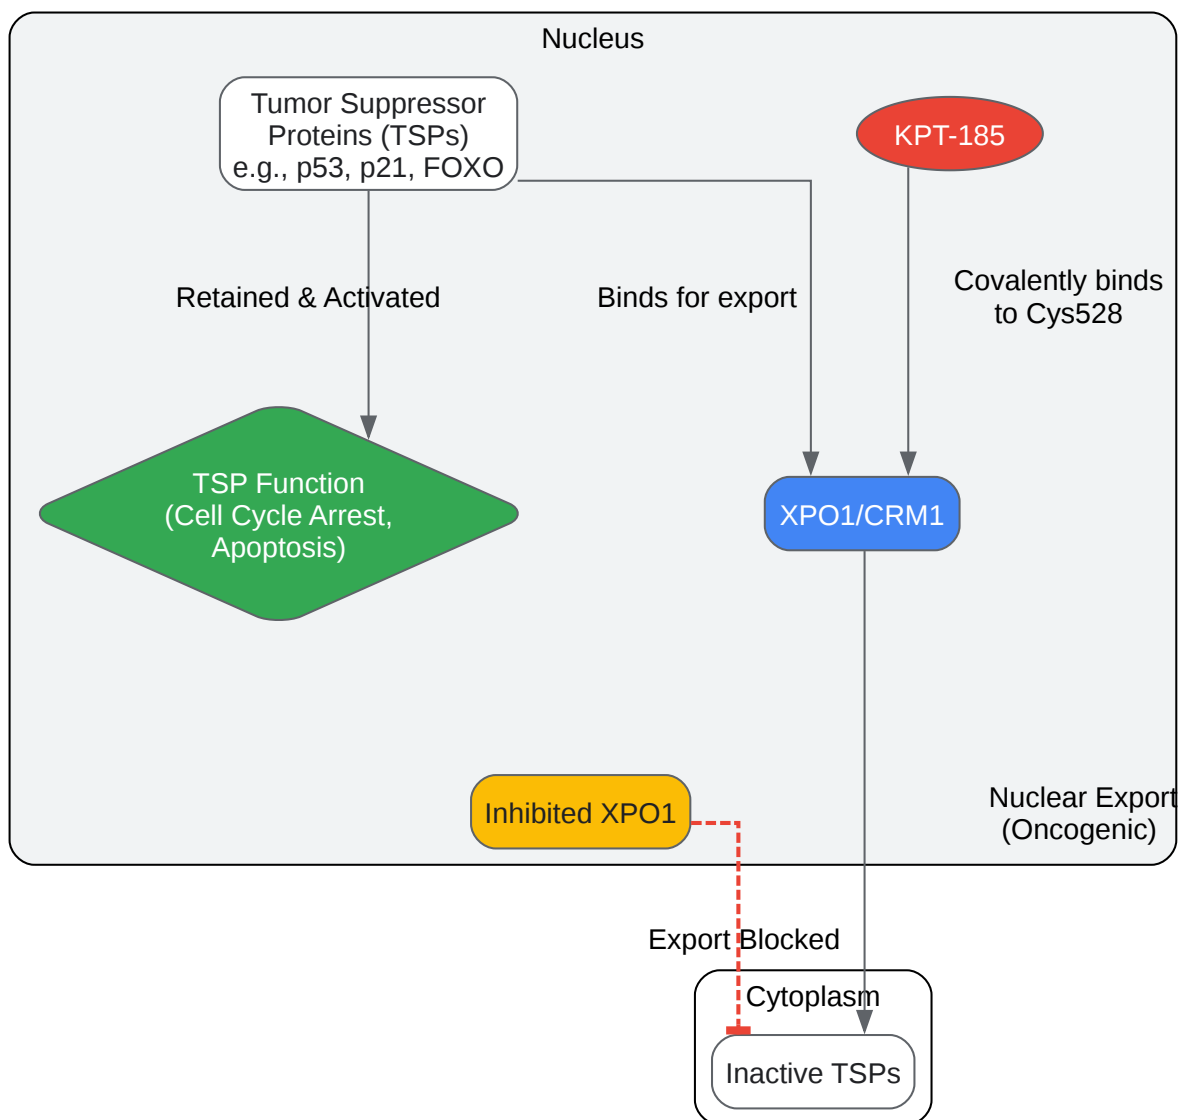 Nucleus
Tumor Suppressor
Proteins (TSPs)
e.g., p53, p21, FOXO
KPT-185
Retained & Activated
Binds for export
Covalently binds
to Cys528
TSP Function
(Cell Cycle Arrest,
Apoptosis)
XPO1/CRM1
Inhibited XPO1
Nuclear Export
(Oncogenic)
Export Blocked
Cytoplasm
Inactive TSPs